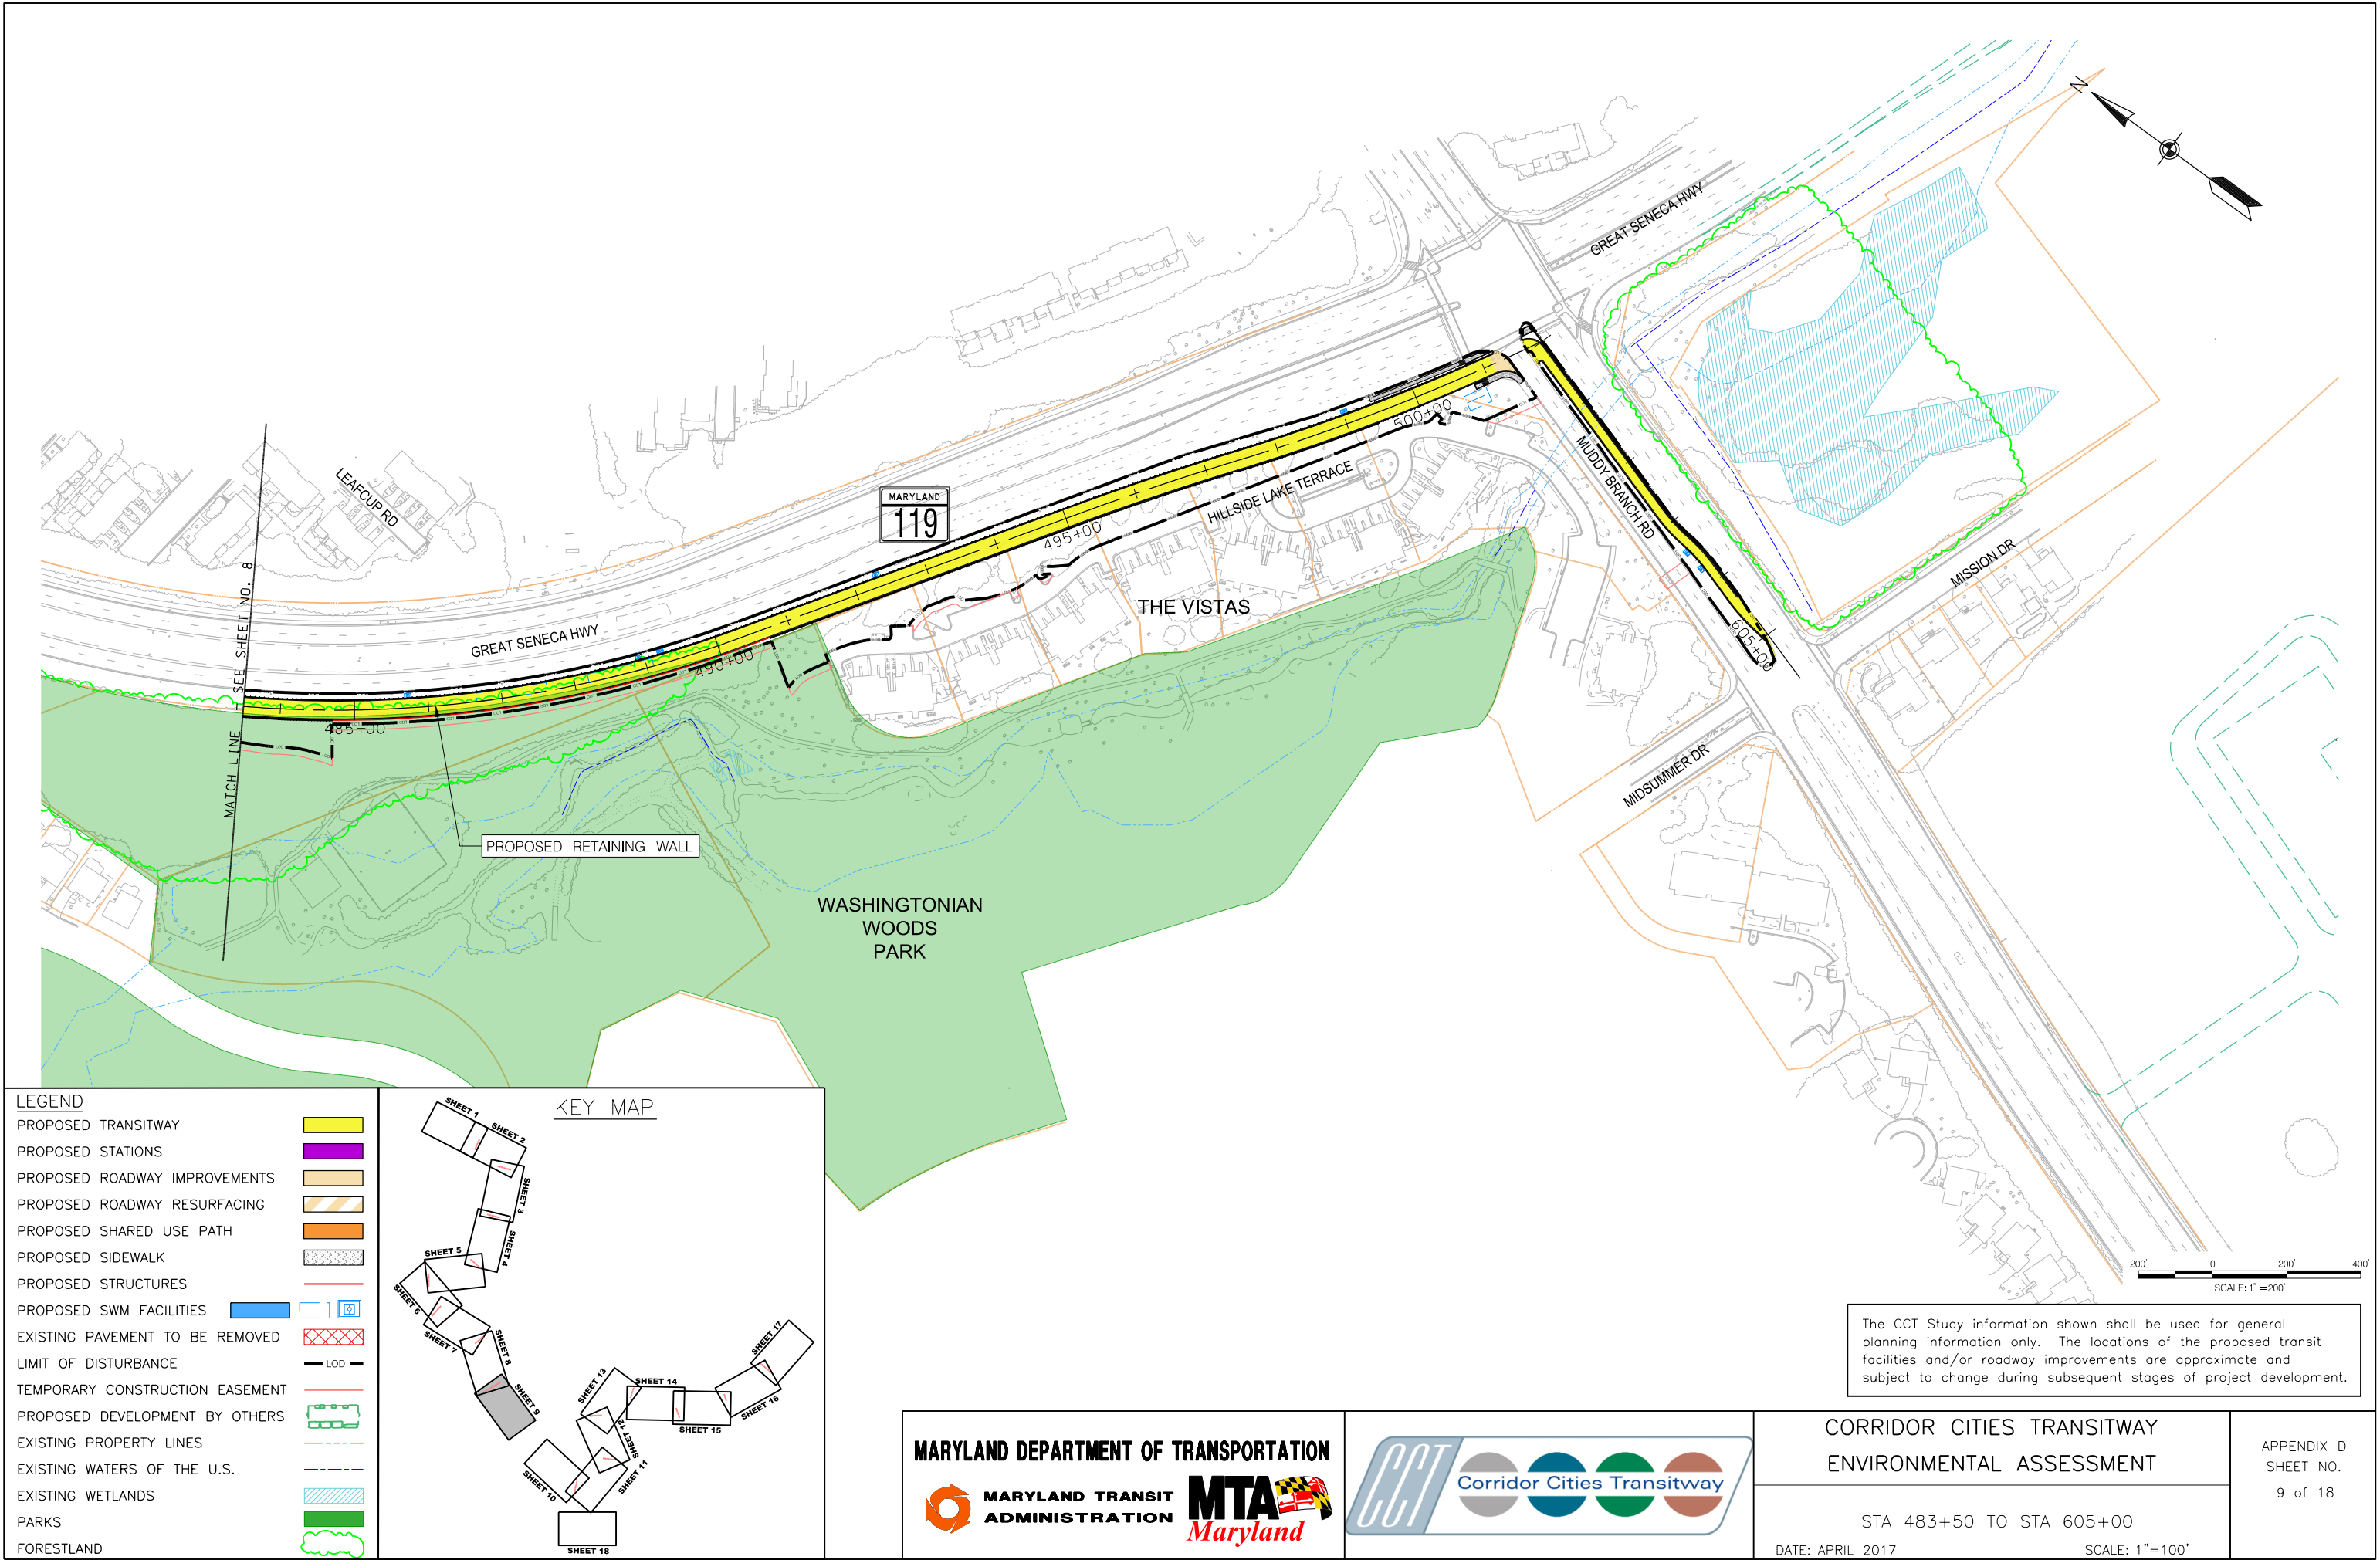 N
GREAT SENECA HWY
LEAFCUP RD
MARYLAND
119
GREAT SENECA HWY
MATCH LINE - SEE SHEET NO. 8
485+00
490+00
495+00
500+00
HILLSIDE LAKE TERRACE
MUDDY BRANCH RD
605+00
MISSION DR
THE VISTAS
MIDSUMMER DR
PROPOSED RETAINING WALL
WASHINGTONIAN
WOODS
PARK
LEGEND
PROPOSED TRANSITWAY
PROPOSED STATIONS
PROPOSED ROADWAY IMPROVEMENTS
PROPOSED ROADWAY RESURFACING
PROPOSED SHARED USE PATH
PROPOSED SIDEWALK
PROPOSED STRUCTURES
PROPOSED SWM FACILITIES
EXISTING PAVEMENT TO BE REMOVED
LIMIT OF DISTURBANCE
LOD
TEMPORARY CONSTRUCTION EASEMENT
PROPOSED DEVELOPMENT BY OTHERS
EXISTING PROPERTY LINES
EXISTING WATERS OF THE U.S.
EXISTING WETLANDS
PARKS
FORESTLAND
KEY MAP
SHEET 1
SHEET 2
SHEET 3
SHEET 4
SHEET 5
SHEET 6
SHEET 7
SHEET 8
SHEET 9
SHEET 10
SHEET 11
SHEET 12
SHEET 13
SHEET 14
SHEET 15
SHEET 16
SHEET 17
SHEET 18
200' 0 200' 400'
SCALE: 1"=200'
The CCT Study information shown shall be used for general
planning information only. The locations of the proposed transit
facilities and/or roadway improvements are approximate and
subject to change during subsequent stages of project development.
MARYLAND DEPARTMENT OF TRANSPORTATION
MARYLAND TRANSIT
ADMINISTRATION
MTA
Maryland
CCT
Corridor Cities Transitway
CORRIDOR CITIES TRANSITWAY
ENVIRONMENTAL ASSESSMENT
STA 483+50 TO STA 605+00
DATE: APRIL 2017
SCALE: 1"=100'
APPENDIX D
SHEET NO.
9 of 18